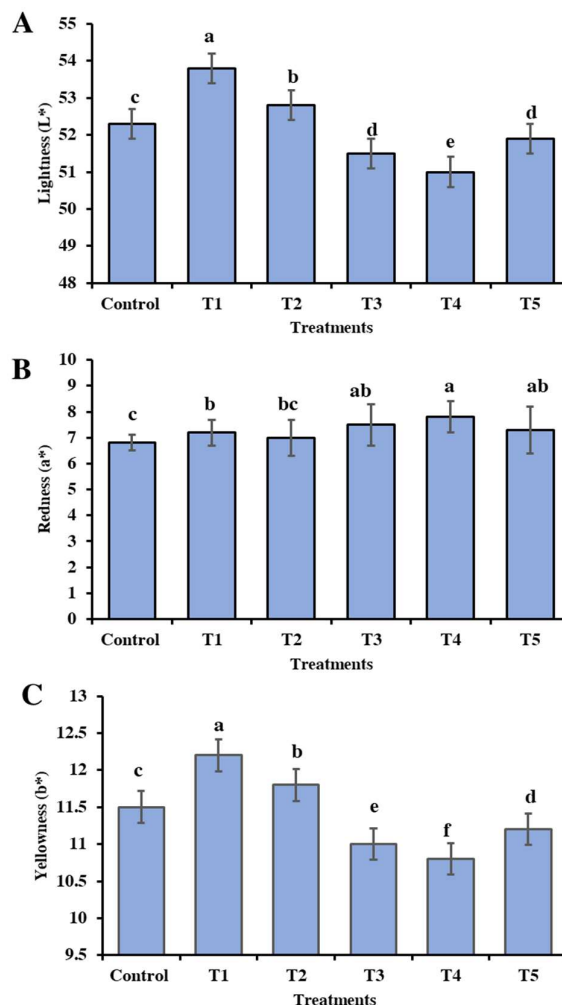 A
55
54
53
52
51
50
49
48
Lightness (L*)
c
a
b
d
e
d
Control T1 T2 T3 T4 T5
Treatments
B
10
9
8
7
6
5
4
3
2
1
0
Redness (a*)
c
b
bc
ab
a
ab
Control T1 T2 T3 T4 T5
Treatments
C
13
12.5
12
11.5
11
10.5
10
9.5
Yellowness (b*)
c
a
b
e
f
d
Control T1 T2 T3 T4 T5
Treatments